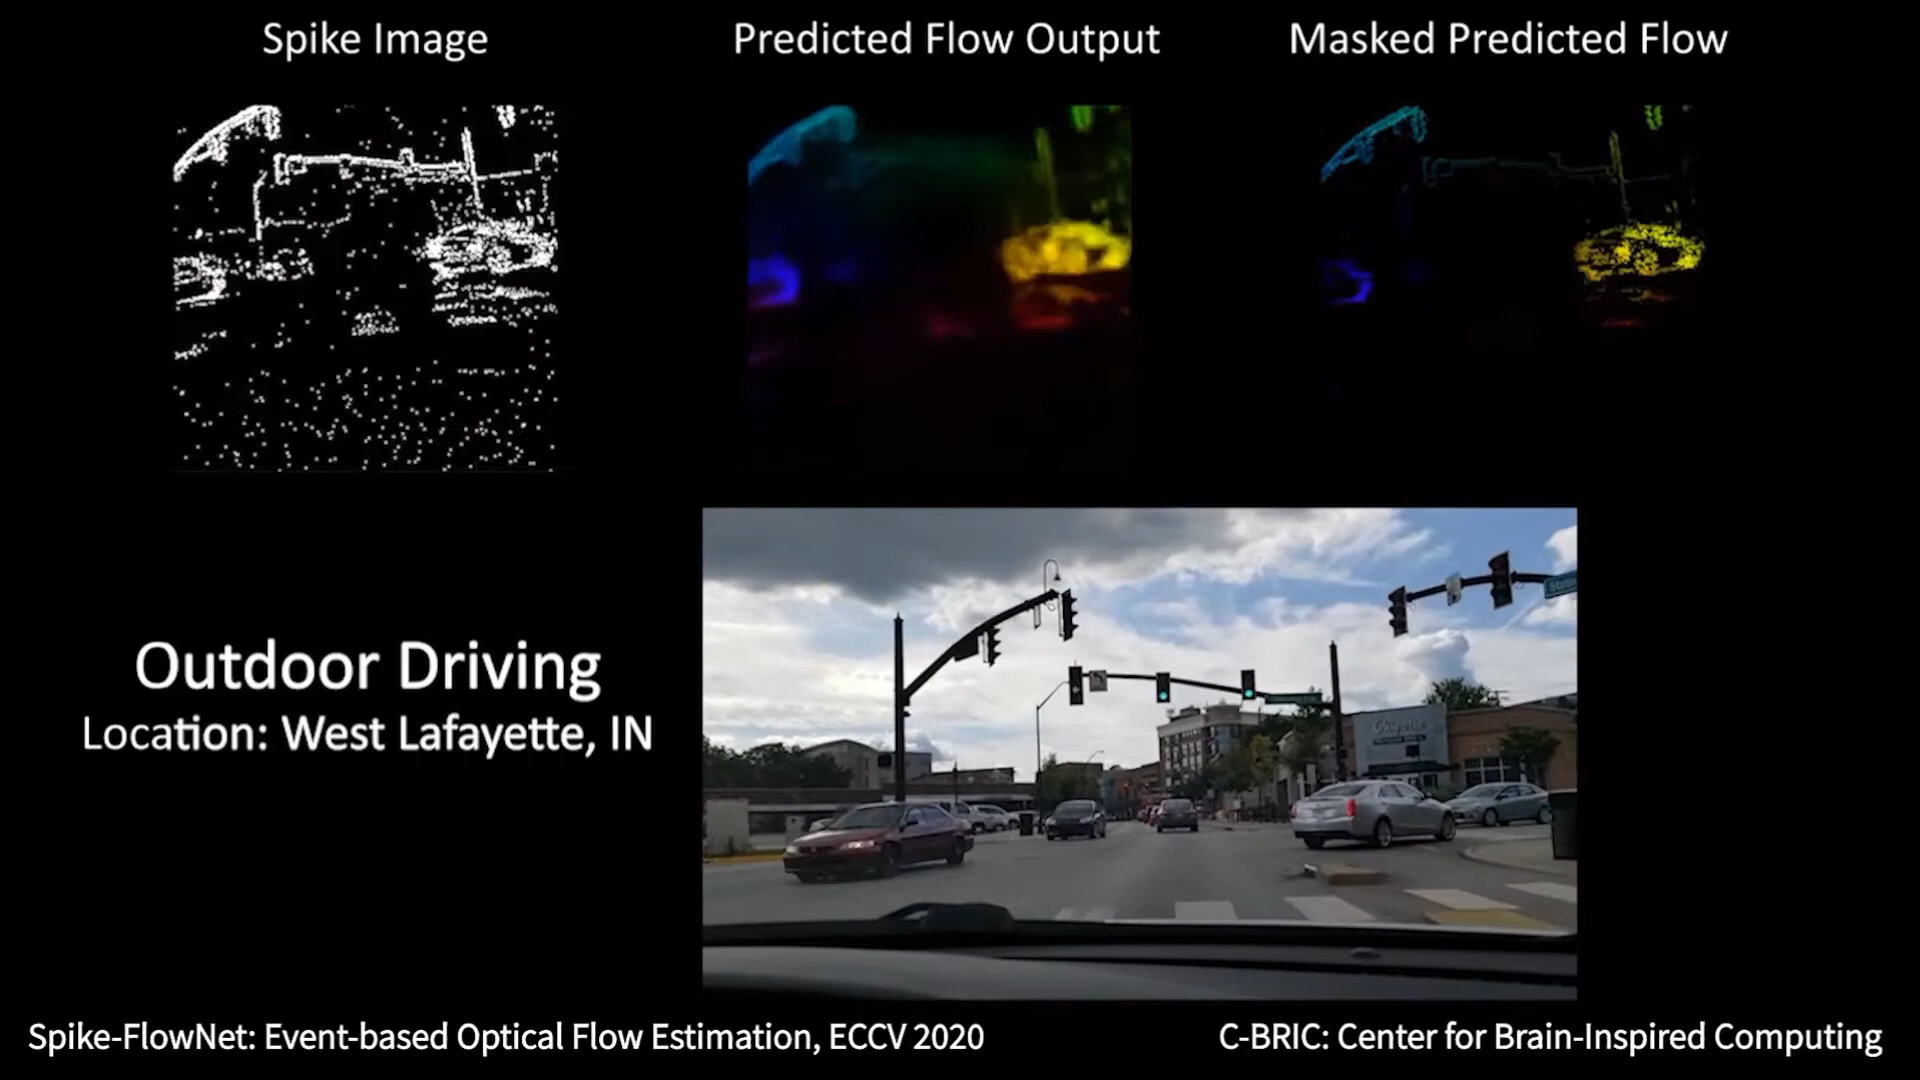 Spike Image
Predicted Flow Output
Masked Predicted Flow
Outdoor Driving
Location: West Lafayette, IN
Spike-FlowNet: Event-based Optical Flow Estimation, ECCV 2020
C-BRIC: Center for Brain-Inspired Computing